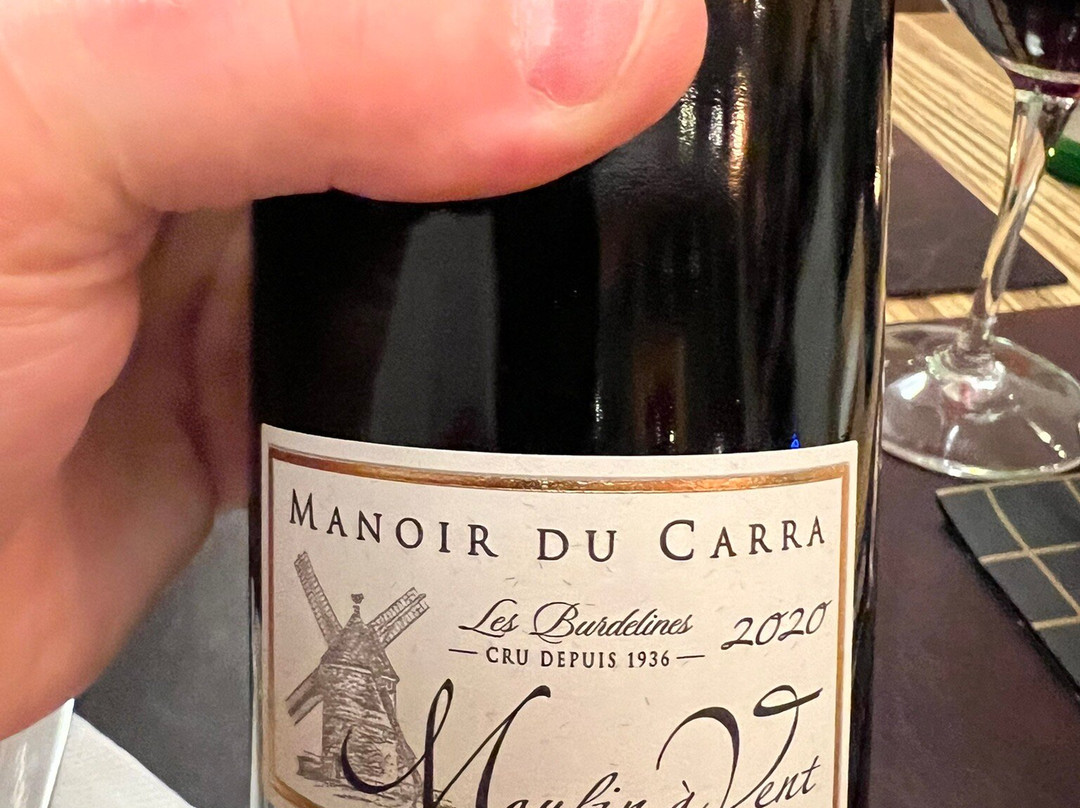 MANOIR DU CARRA
Les Burdelines 2020
— CRU DEPUIS 1936 —
Moulin à Vent